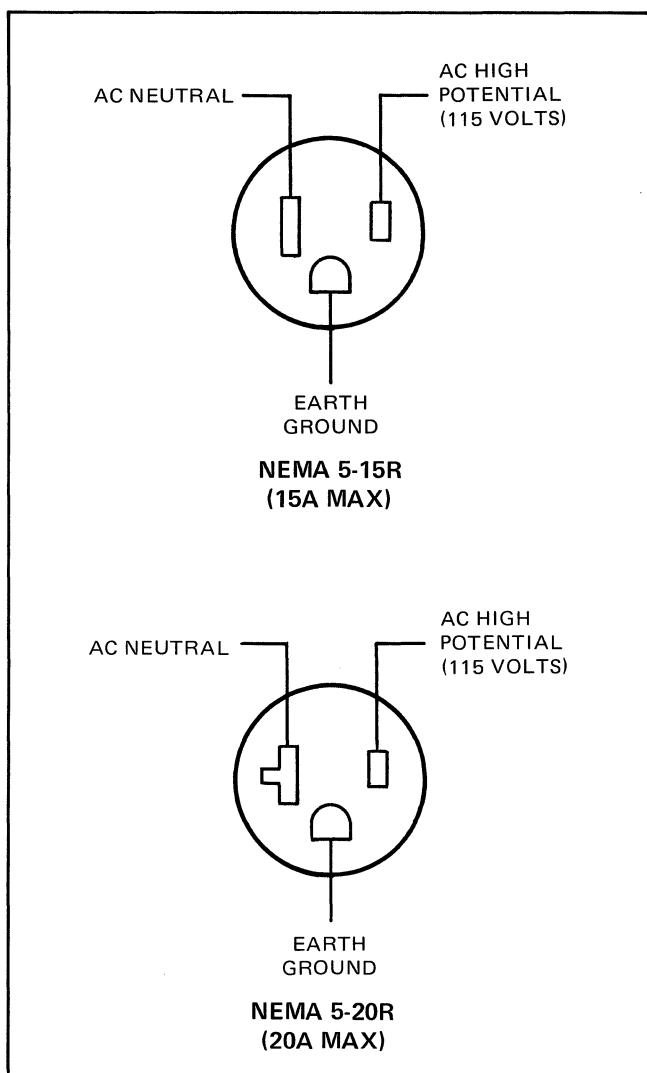 AC NEUTRAL
AC HIGH
POTENTIAL
(115 VOLTS)
EARTH
GROUND
NEMA 5-15R
(15A MAX)
AC NEUTRAL
AC HIGH
POTENTIAL
(115 VOLTS)
EARTH
GROUND
NEMA 5-20R
(20A MAX)